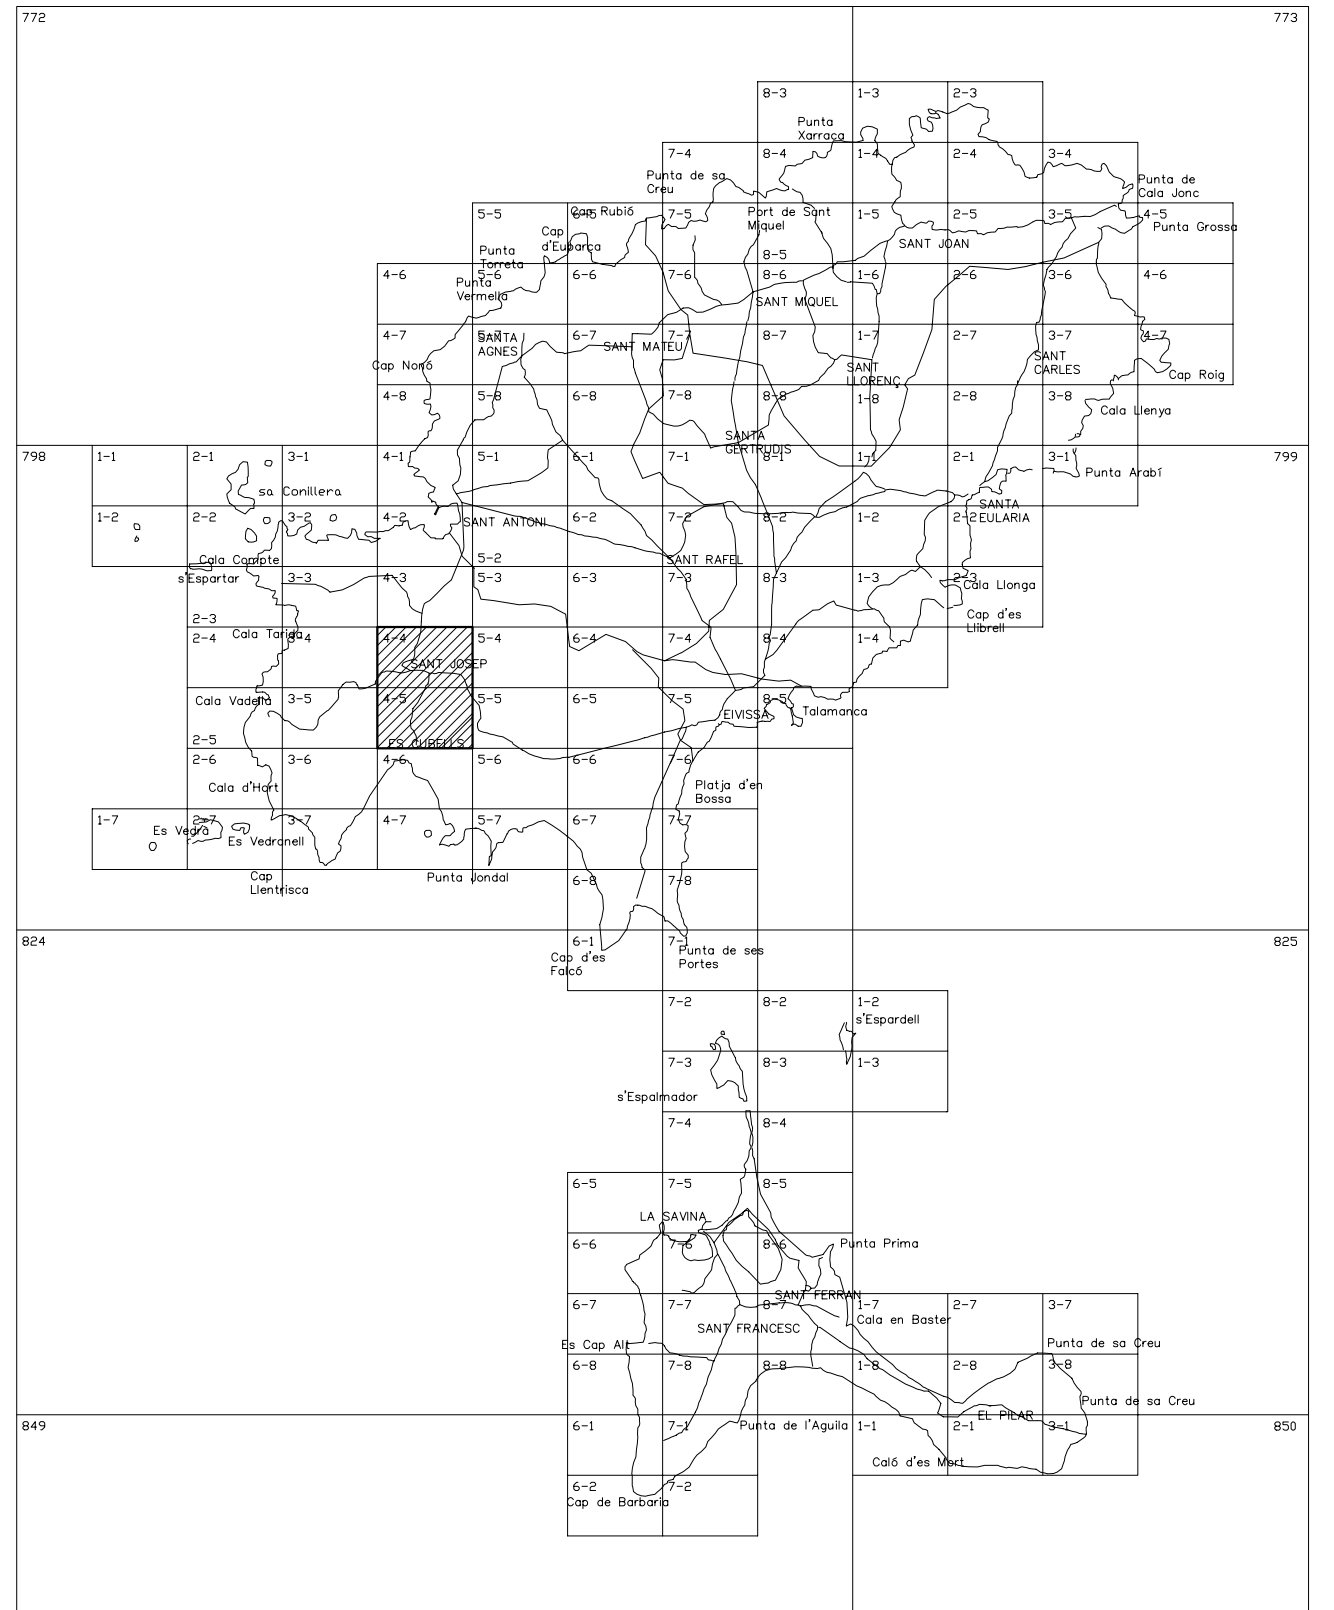 772
773
8-3
1-3
2-3
Punta
Xarraca
7-4
8-4
1-4
2-4
3-4
Punta de sa
Creu
Punta de
Cala Jonc
5-5
6-5
Cap Rubió
7-5
Port de Sant
Miquel
1-5
2-5
3-5
4-5
Punta Grossa
Cap
d'Eubarca
SANT JOAN
Punta
Torreta
8-5
4-6
5-6
6-6
7-6
8-6
1-6
2-6
3-6
4-6
Punta
Vermella
SANT MIQUEL
4-7
5-7
SANTA
AGNES
6-7
SANT MATEU
7-7
8-7
1-7
2-7
3-7
4-7
SANT
CARLES
Cap Nonó
SANT
LLORENÇ
Cap Roig
4-8
5-8
6-8
7-8
8-8
1-8
2-8
3-8
Cala Llenya
SANTA
GERTRUDIS
798
1-1
2-1
3-1
4-1
5-1
6-1
7-1
8-1
1-1
2-1
3-1
799
Punta Arabí
sa Conillera
1-2
2-2
3-2
4-2
SANT ANTONI
6-2
7-2
8-2
1-2
2-2
SANTA
EULARIA
Cala Compte
5-2
SANT RAFEL
s'Espartar
3-3
4-3
5-3
6-3
7-3
8-3
1-3
2-3
Cala Llonga
2-3
Cap d'es
Llibrell
Cala Tarida
2-4
3-4
4-4
5-4
6-4
7-4
8-4
1-4
SANT JOSEP
Cala Vadella
3-5
4-5
5-5
6-5
7-5
8-5
EIVISSA
Talamanca
2-5
ES CUBELLS
2-6
3-6
4-6
5-6
6-6
7-6
Cala d'Hort
Platja d'en
Bossa
1-7
2-7
3-7
4-7
5-7
6-7
7-7
Es Vedrà
Es Vedranell
Cap
Llentrisca
Punta Jondal
6-8
7-8
824
6-1
7-1
825
Cap d'es
Falcó
Punta de ses
Portes
7-2
8-2
1-2
s'Espardell
7-3
8-3
1-3
s'Espalmador
7-4
8-4
6-5
7-5
8-5
LA SAVINA
6-6
7-6
8-6
Punta Prima
SANT FERRAN
6-7
7-7
8-7
1-7
2-7
3-7
Cala en Baster
SANT FRANCESC
Es Cap Alt
Punta de sa Creu
6-8
7-8
8-8
1-8
2-8
3-8
Punta de sa Creu
EL PILAR
849
6-1
7-1
Punta de l'Aguila
1-1
2-1
3-1
850
Caló d'es Mort
6-2
7-2
Cap de Barbaria